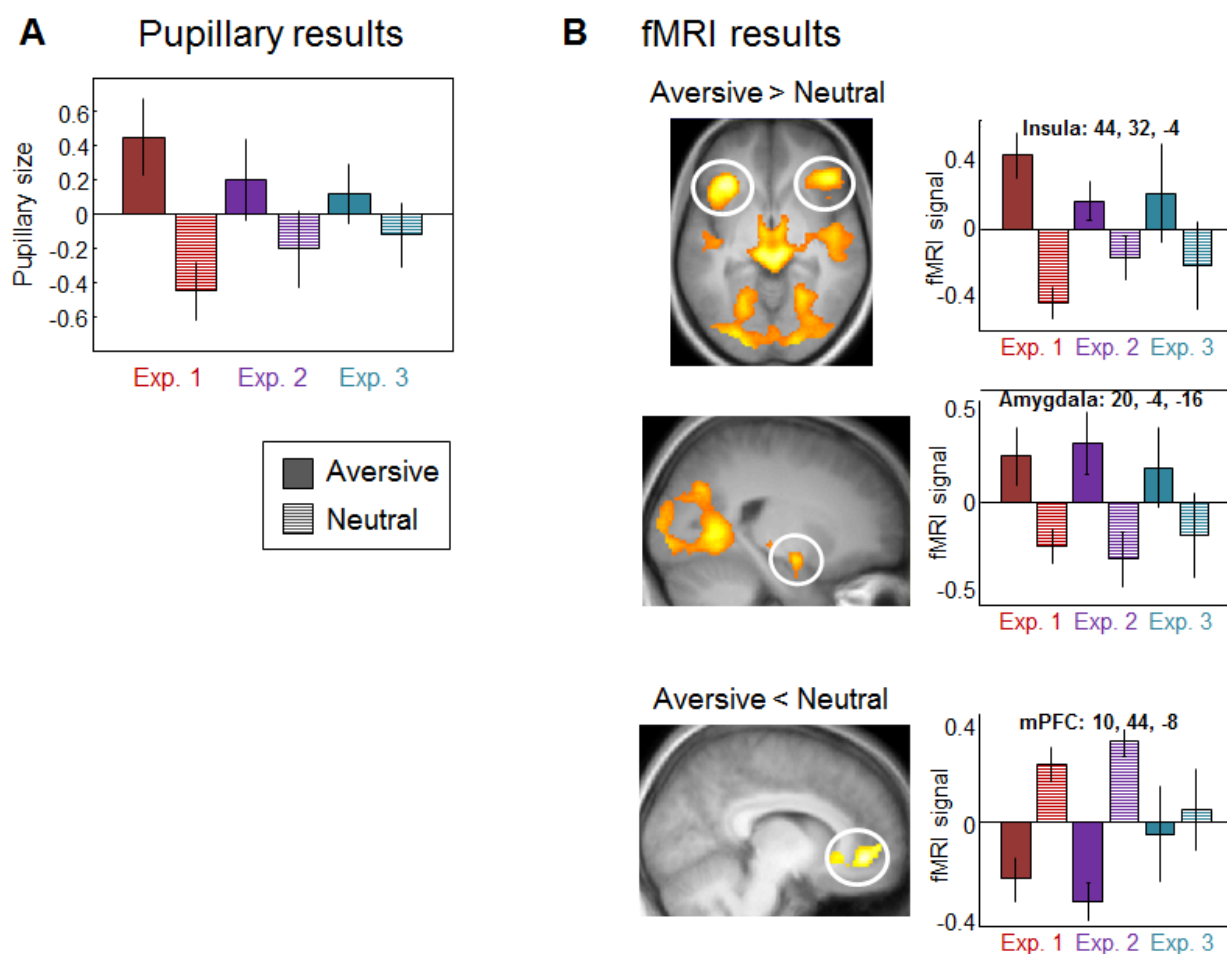 A Pupillary results
Pupillary size
0.6
0.4
0.2
0
-0.2
-0.4
-0.6
Exp. 1 Exp. 2 Exp. 3
Aversive
Neutral
B fMRI results
Aversive > Neutral
Insula: 44, 32, -4
fMRI signal
0.4
0
-0.4
Exp. 1 Exp. 2 Exp. 3
Amygdala: 20, -4, -16
fMRI signal
0.5
0
-0.5
Exp. 1 Exp. 2 Exp. 3
Aversive < Neutral
mPFC: 10, 44, -8
fMRI signal
0.4
0
-0.4
Exp. 1 Exp. 2 Exp. 3